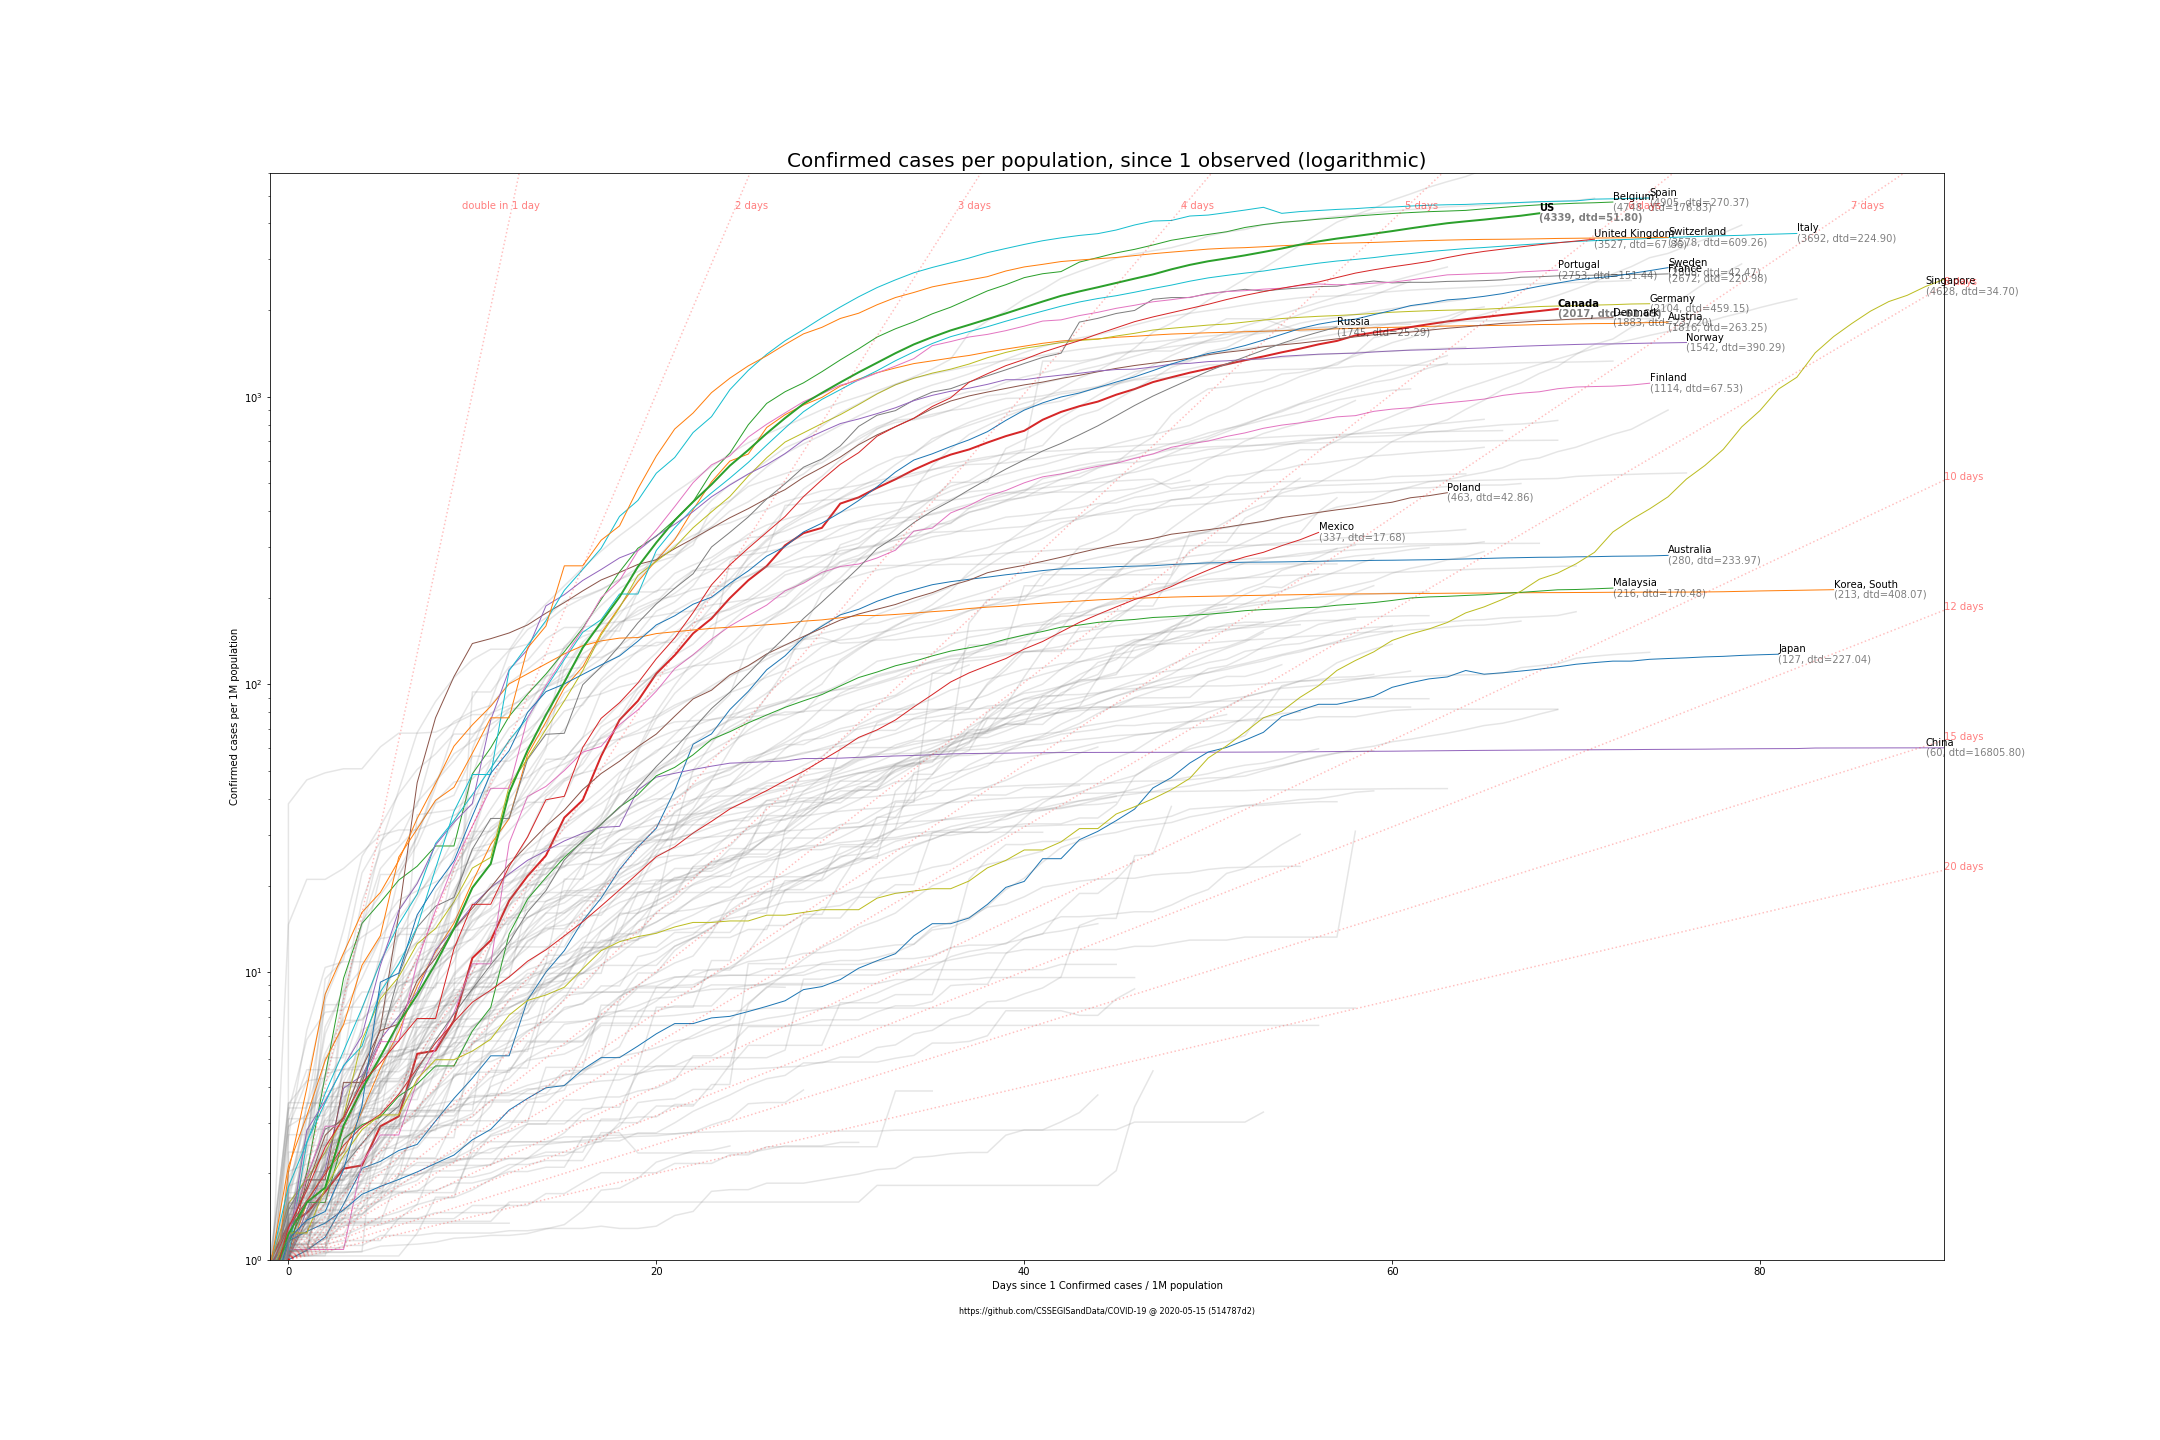 Confirmed cases per population, since 1 observed (logarithmic)
double in 1 day
2 days
3 days
4 days
5 days
7 days
Spain
(4905, dtd=270.37)
Belgium
(4748, dtd=176.83)
US
(4339, dtd=51.80)
Italy
(3692, dtd=224.90)
Switzerland
(3578, dtd=609.26)
United Kingdom
Sweden
France
(2672, dtd=220.98)
Portugal
(2753, dtd=151.44)
Singapore
(4628, dtd=34.70)
Germany
(2104, dtd=459.15)
Canada
Denmark
Austria
(1816, dtd=263.25)
Russia
(1745, dtd=25.29)
Norway
(1542, dtd=390.29)
Finland
(1114, dtd=67.53)
10³
10 days
Poland
(463, dtd=42.86)
Mexico
(337, dtd=17.68)
Australia
(280, dtd=233.97)
Malaysia
(216, dtd=170.48)
Korea, South
(213, dtd=408.07)
12 days
Japan
(127, dtd=227.04)
10²
15 days
China
(60, dtd=16805.80)
20 days
10¹
10⁰
Confirmed cases per 1M population
0 20 40 60 80
Days since 1 Confirmed cases / 1M population
https://github.com/CSSEGISandData/COVID-19 @ 2020-05-15 (514787d2)